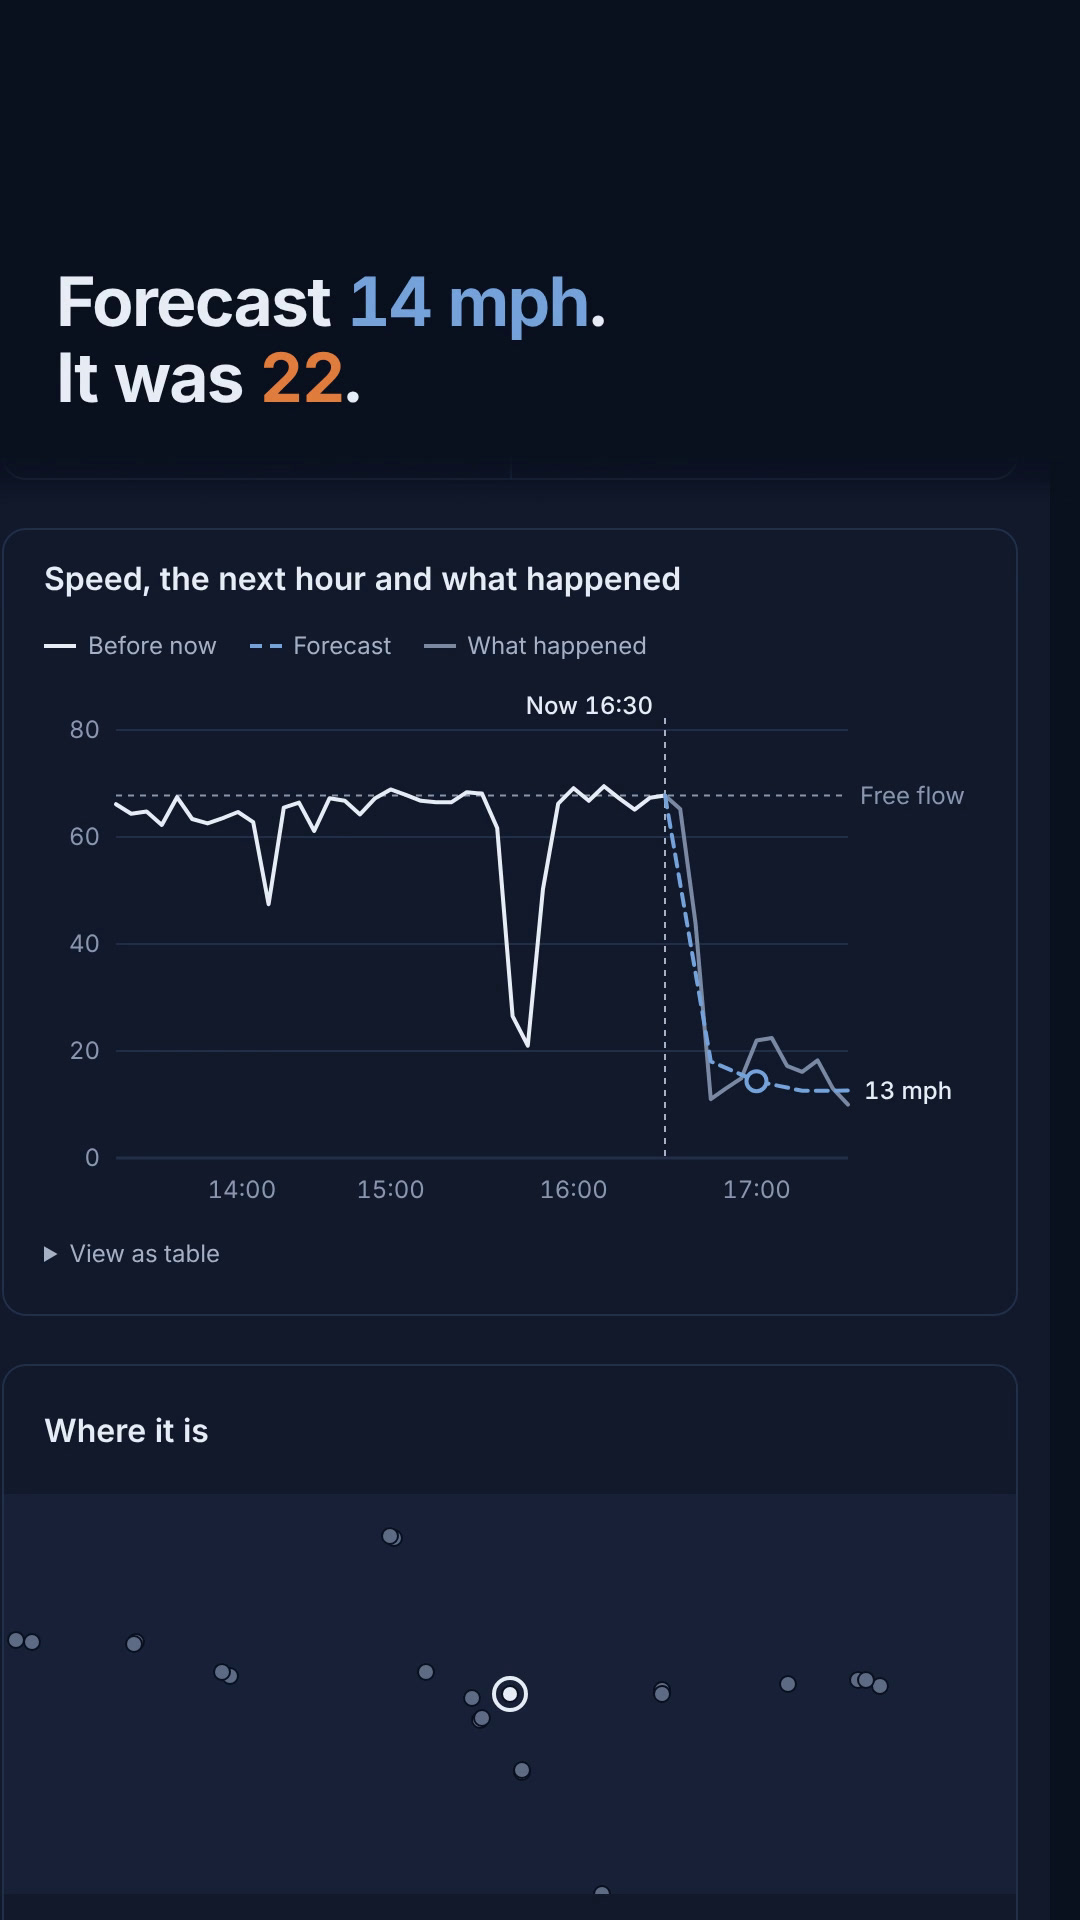 Forecast 14 mph.
It was 22.
Speed, the next hour and what happened
Before now Forecast What happened
Now 16:30
80
Free flow
60
40
20
13 mph
0
14:00 15:00 16:00 17:00
View as table
Where it is